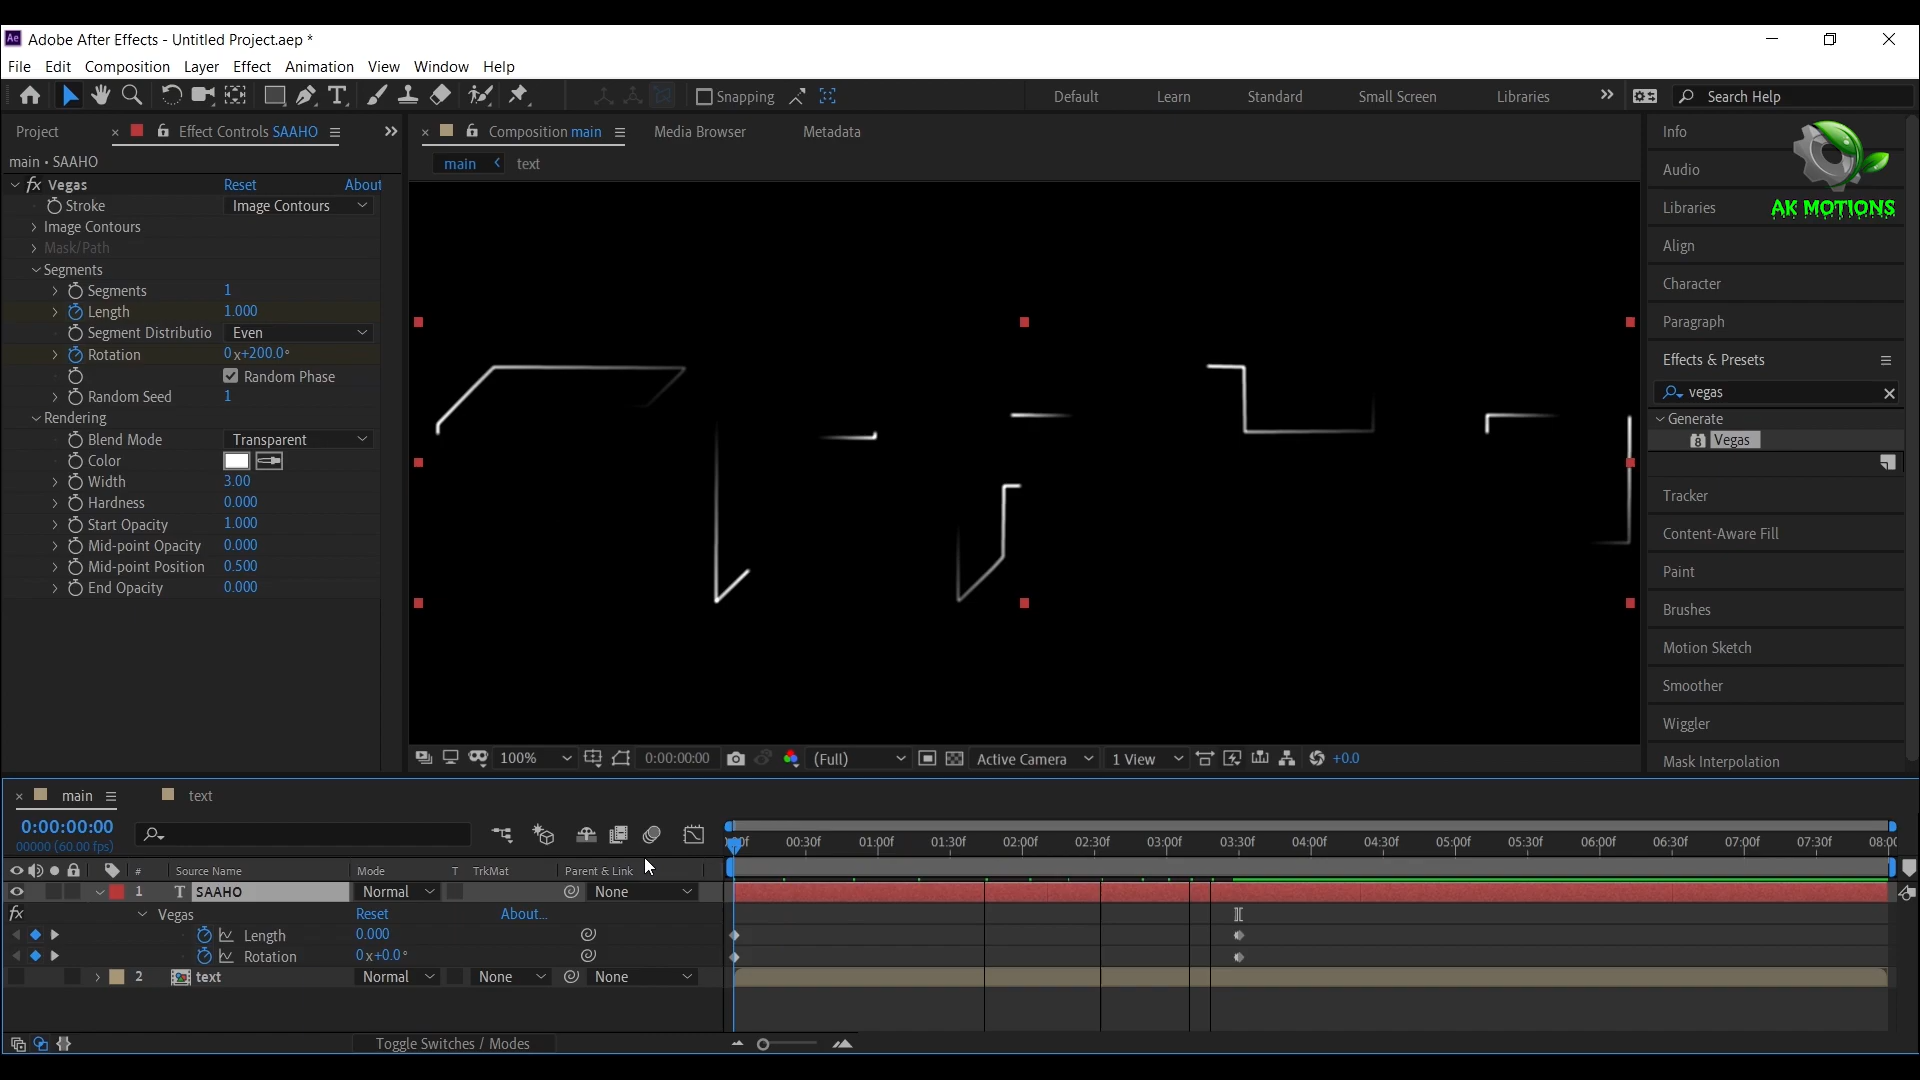 Adobe After Effects - Untitled Project.aep *
File Edit Composition Layer Effect Animation View Window Help
Snapping Default Learn Standard Small Screen Libraries Search Help
Project Effect Controls SAAHO Composition main Media Browser Metadata
main • SAAHO
main text
fx Vegas Reset About
Stroke Image Contours
Image Contours
Mask/Path
Segments
Segments 1
Length 1.000
Segment Distributio Even
Rotation 0x+200.0°
Random Phase
Random Seed 1
Rendering
Blend Mode Transparent
Color
Width 3.00
Hardness 0.000
Start Opacity 1.000
Mid-point Opacity 0.000
Mid-point Position 0.500
End Opacity 0.000
100% 0:00:00:00 (Full) Active Camera 1 View +0.0
Info
Audio
Libraries
AK MOTIONS
Align
Character
Paragraph
Effects & Presets
vegas
Generate
8 Vegas
Tracker
Content-Aware Fill
Paint
Brushes
Motion Sketch
Smoother
Wiggler
Mask Interpolation
main text
0:00:00:00
00000 (60.00 fps)
00:30f 01:00f 01:30f 02:00f 02:30f 03:00f 03:30f 04:00f 04:30f 05:00f 05:30f 06:00f 06:30f 07:00f 07:30f 08:00
# Source Name Mode T TrkMat Parent & Link
1 T SAAHO Normal None
fx Vegas Reset About...
Length 0.000
Rotation 0x+0.0°
2 text Normal None None
Toggle Switches / Modes